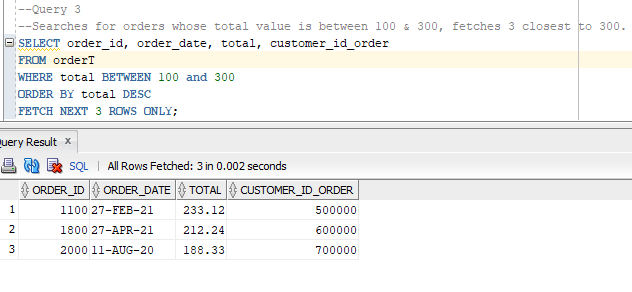 --Query 3
--Searches for orders whose total value is between 100 & 300, fetches 3 closest to 300.
SELECT order_id, order_date, total, customer_id_order
FROM orderT
WHERE total BETWEEN 100 and 300
ORDER BY total DESC
FETCH NEXT 3 ROWS ONLY;
uery Result x
SQL | All Rows Fetched: 3 in 0.002 seconds
ORDER_ID ORDER_DATE TOTAL CUSTOMER_ID_ORDER
1 1100 27-FEB-21 233.12 500000
2 1800 27-APR-21 212.24 600000
3 2000 11-AUG-20 188.33 700000